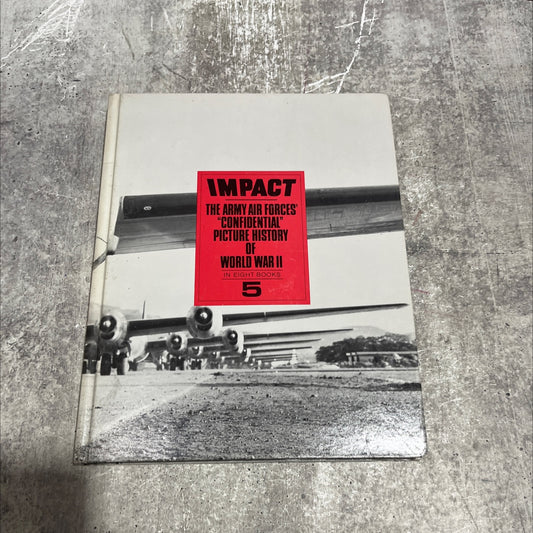 IMPACT
THE ARMY AIR FORCES'
"CONFIDENTIAL"
PICTURE HISTORY
OF
WORLD WAR II
IN EIGHT BOOKS
5